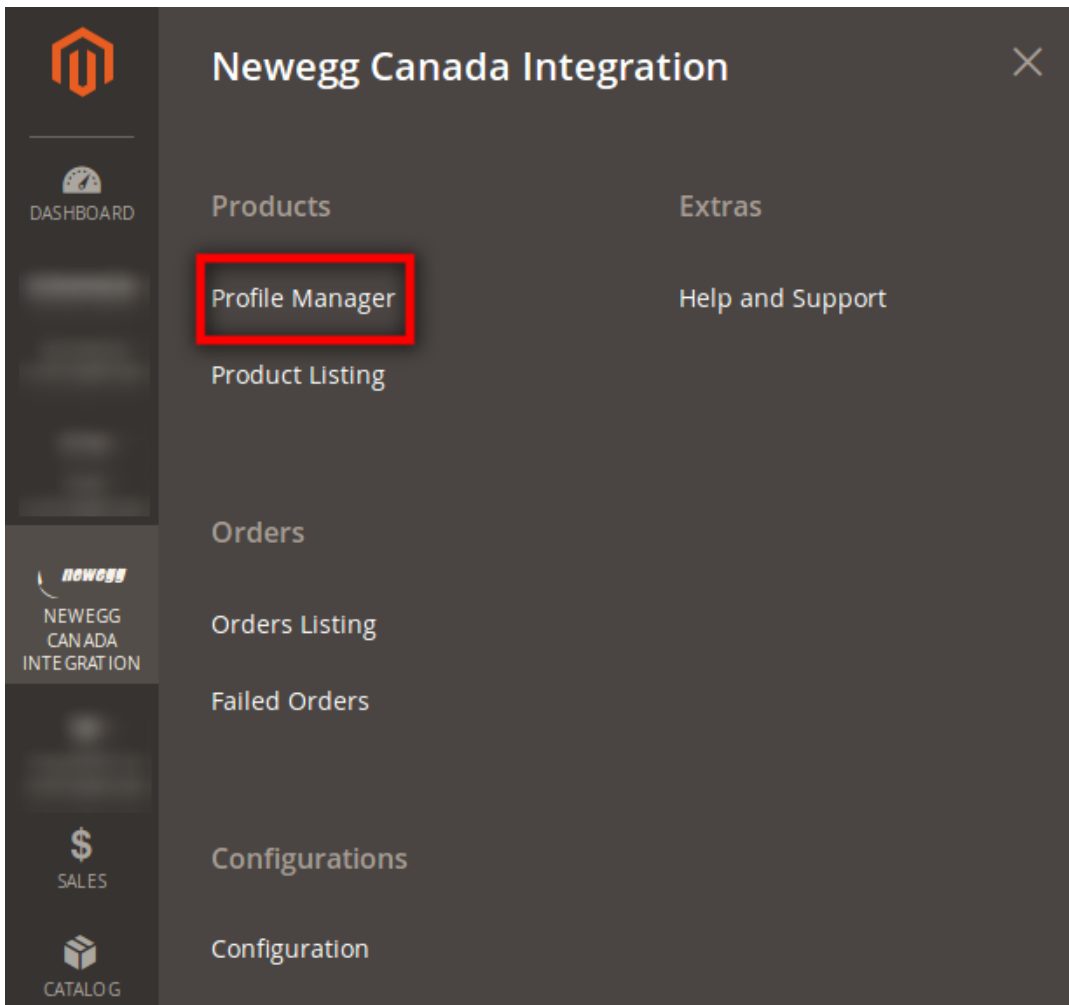 Newegg Canada Integration
DASHBOARD
Products
Extras
Profile Manager
Help and Support
Product Listing
Orders
newegg
NEWEGG
CANADA
INTEGRATION
Orders Listing
Failed Orders
$
SALES
Configurations
Configuration
CATALOG